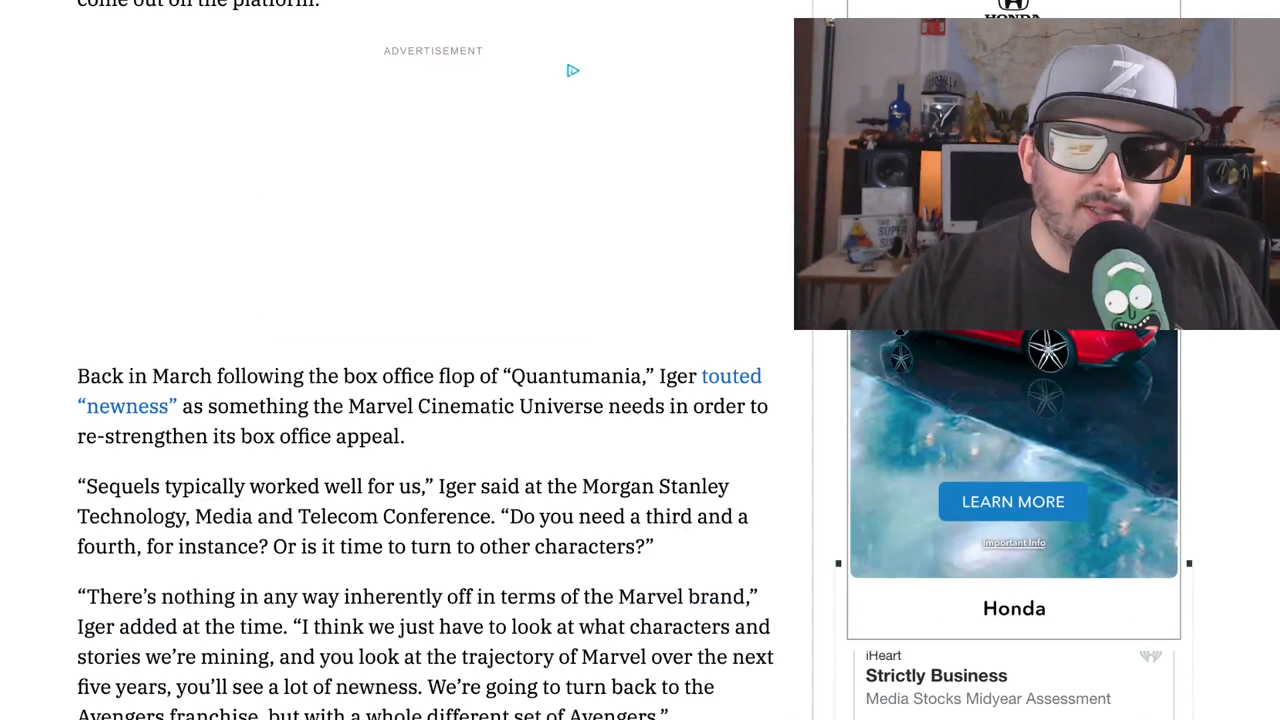 come out on the platform.
ADVERTISEMENT
HONDA
Z
Back in March following the box office flop of “Quantumania,” Iger touted
“newness” as something the Marvel Cinematic Universe needs in order to
re-strengthen its box office appeal.
“Sequels typically worked well for us,” Iger said at the Morgan Stanley
Technology, Media and Telecom Conference. “Do you need a third and a
fourth, for instance? Or is it time to turn to other characters?”
“There’s nothing in any way inherently off in terms of the Marvel brand,”
Iger added at the time. “I think we just have to look at what characters and
stories we’re mining, and you look at the trajectory of Marvel over the next
five years, you’ll see a lot of newness. We’re going to turn back to the
Avengers franchise, but with a whole different set of Avengers.”
LEARN MORE
Important Info
Honda
iHeart
Strictly Business
Media Stocks Midyear Assessment